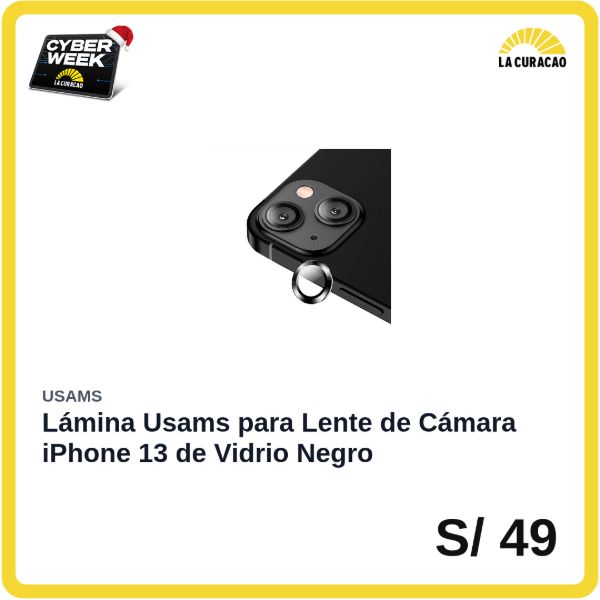 CYBER
WEEK
LA CURACAO
LA CURACAO
USAMS
Lámina Usams para Lente de Cámara
iPhone 13 de Vidrio Negro
S/ 49